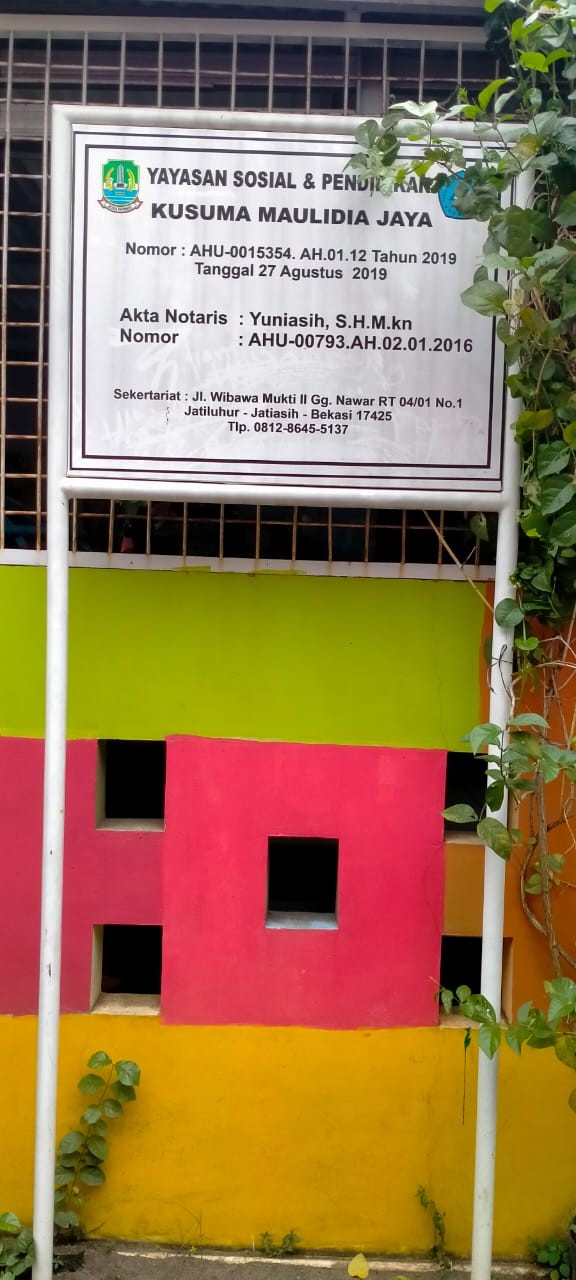 YAYASAN SOSIAL & PENDIDIKAN
KUSUMA MAULIDIA JAYA
Nomor : AHU-0015354. AH.01.12 Tahun 2019
Tanggal 27 Agustus 2019
Akta Notaris : Yuniasih, S.H.M.kn
Nomor : AHU-00793.AH.02.01.2016
Sekertariat : Jl. Wibawa Mukti II Gg. Nawar RT 04/01 No.1
Jatiluhur - Jatiasih - Bekasi 17425
Tlp. 0812-8645-5137